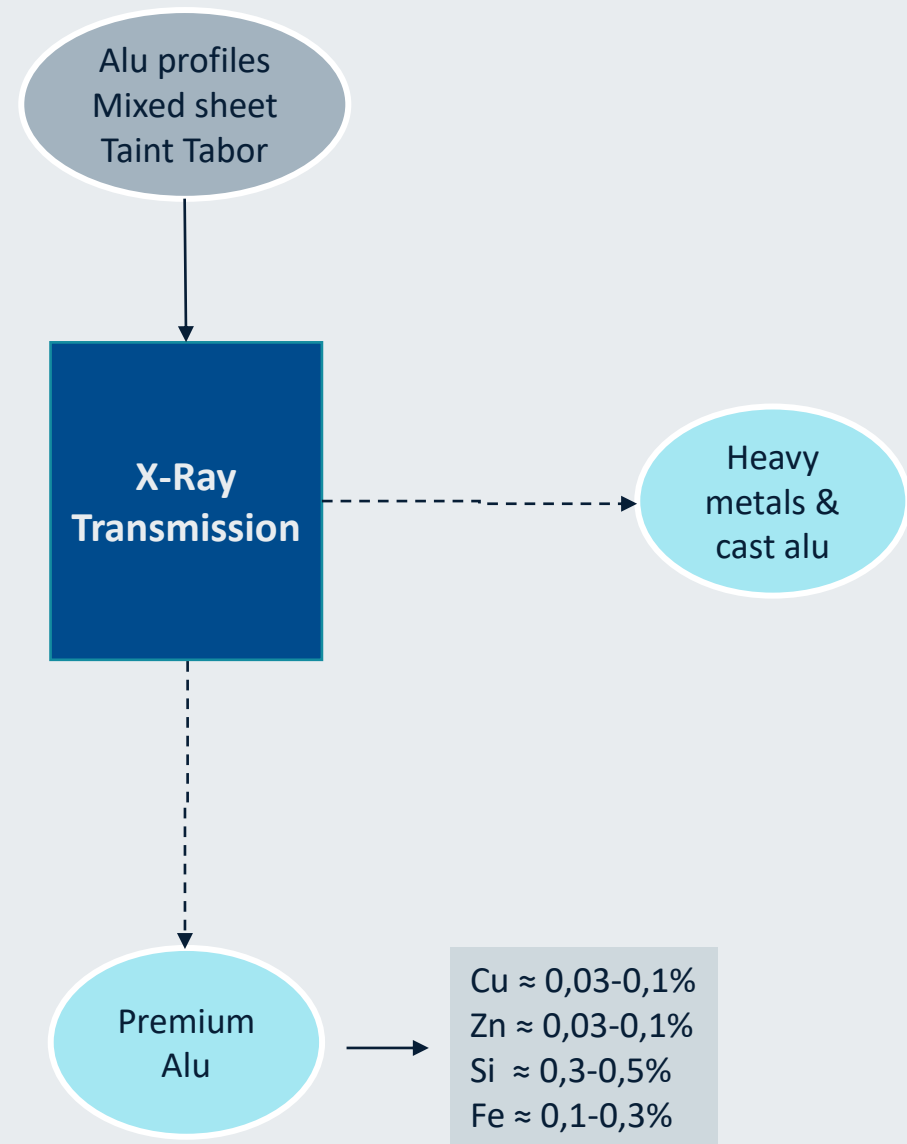 Alu profiles
Mixed sheet
Taint Tabor
X-Ray
Transmission
Heavy
metals &
cast alu
Premium
Alu
Cu ≈ 0,03-0,1%
Zn ≈ 0,03-0,1%
Si ≈ 0,3-0,5%
Fe ≈ 0,1-0,3%